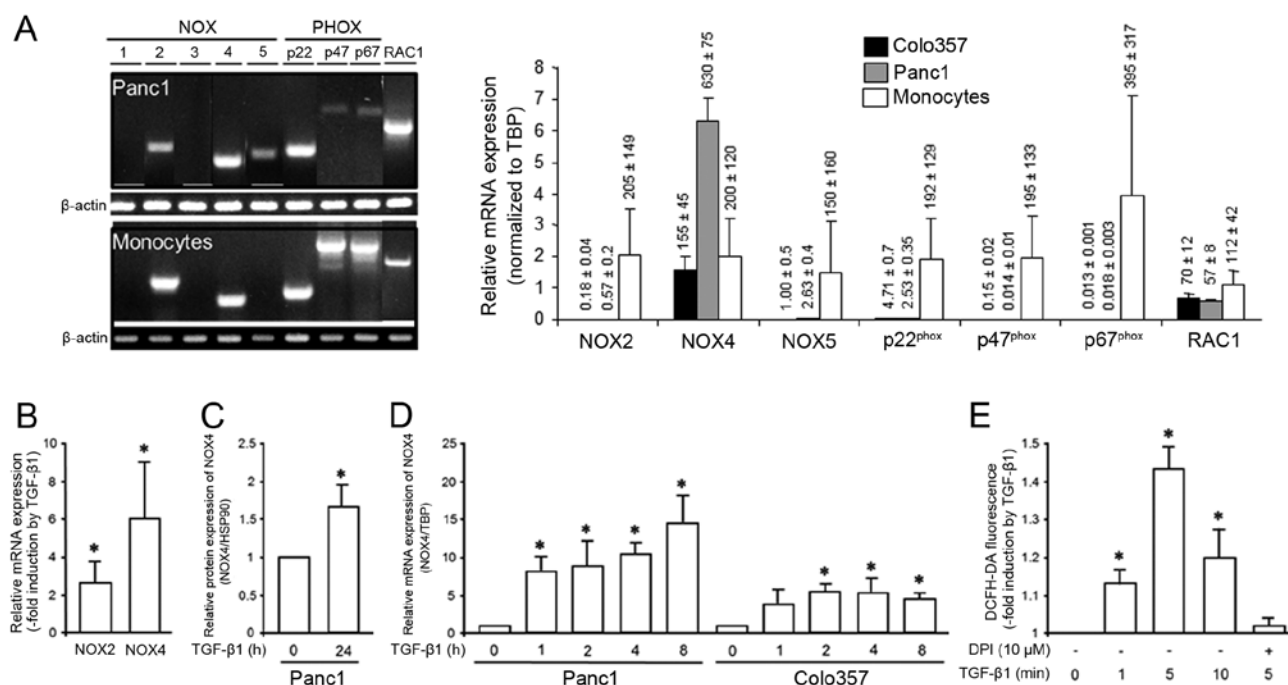 A
NOX PHOX
1 2 3 4 5 p22 p47 p67 RAC1
Panc1
β-actin
Monocytes
β-actin
Relative mRNA expression
(normalized to TBP)
8
7
6
5
4
3
2
1
0
Colo357
Panc1
Monocytes
0.18 ± 0.04
0.57 ± 0.2
205 ± 149
155 ± 45
630 ± 75
200 ± 120
1.00 ± 0.5
2.63 ± 0.4
150 ± 160
4.71 ± 0.7
2.53 ± 0.35
192 ± 129
0.15 ± 0.02
0.014 ± 0.01
195 ± 133
0.013 ± 0.001
0.018 ± 0.003
395 ± 317
70 ± 12
57 ± 8
112 ± 42
NOX2 NOX4 NOX5 p22phox p47phox p67phox RAC1
B
Relative mRNA expression
(-fold induction by TGF-β1)
10
8
6
4
2
0
* *
NOX2 NOX4
C
Relative protein expression of NOX4
(NOX4/HSP90)
2.5
2
1.5
1
0.5
0
*
TGF-β1 (h) 0 24
Panc1
D
Relative mRNA expression of NOX4
(NOX4/TBP)
25
20
15
10
5
0
* * * * * * *
TGF-β1 (h) 0 1 2 4 8 0 1 2 4 8
Panc1 Colo357
E
DCFH-DA fluorescence
(-fold induction by TGF-β1)
1.5
1.4
1.3
1.2
1.1
1
* * *
DPI (10 µM) - - - - +
TGF-β1 (min) 0 1 5 10 5